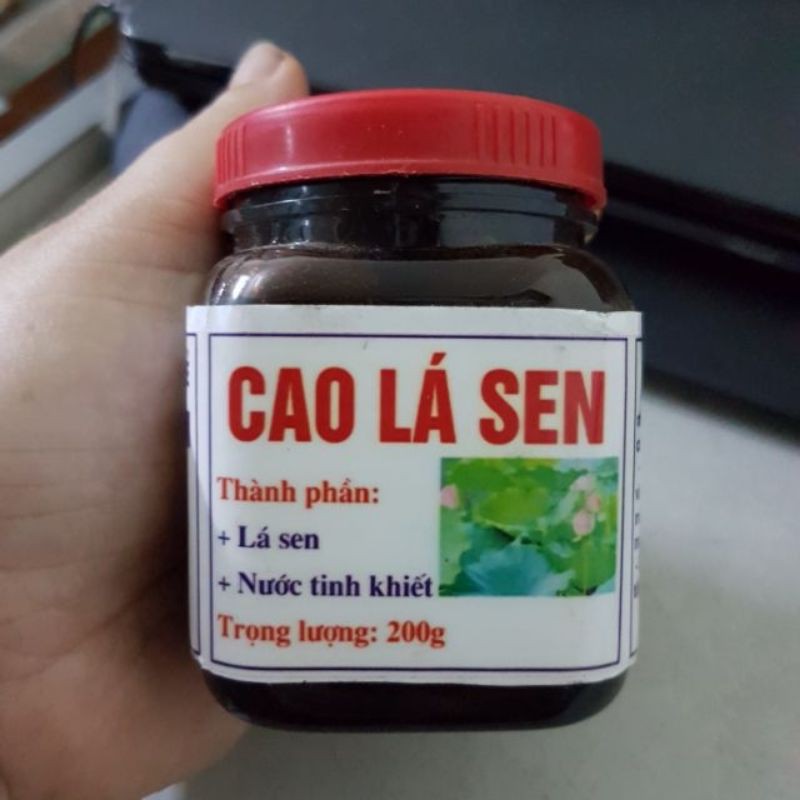 CAO LÁ SEN
Thành phần:
+ Lá sen
+ Nước tinh khiết
Trọng lượng: 200g